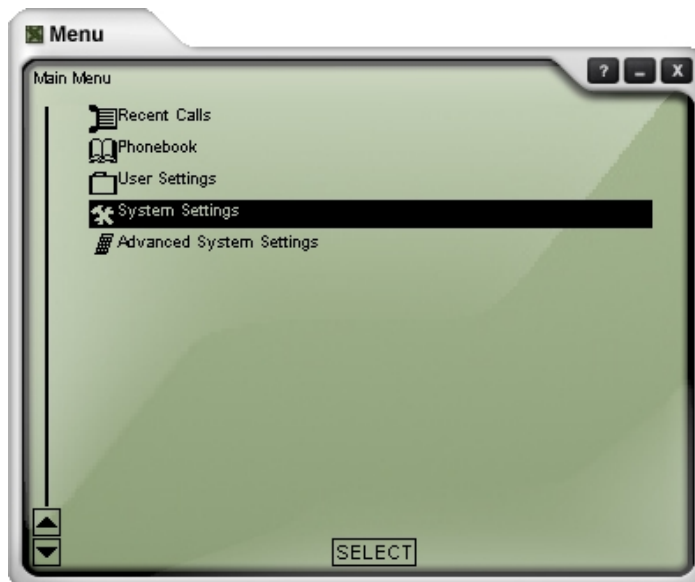 Menu
Main Menu
? – X
Recent Calls
Phonebook
User Settings
System Settings
Advanced System Settings
SELECT